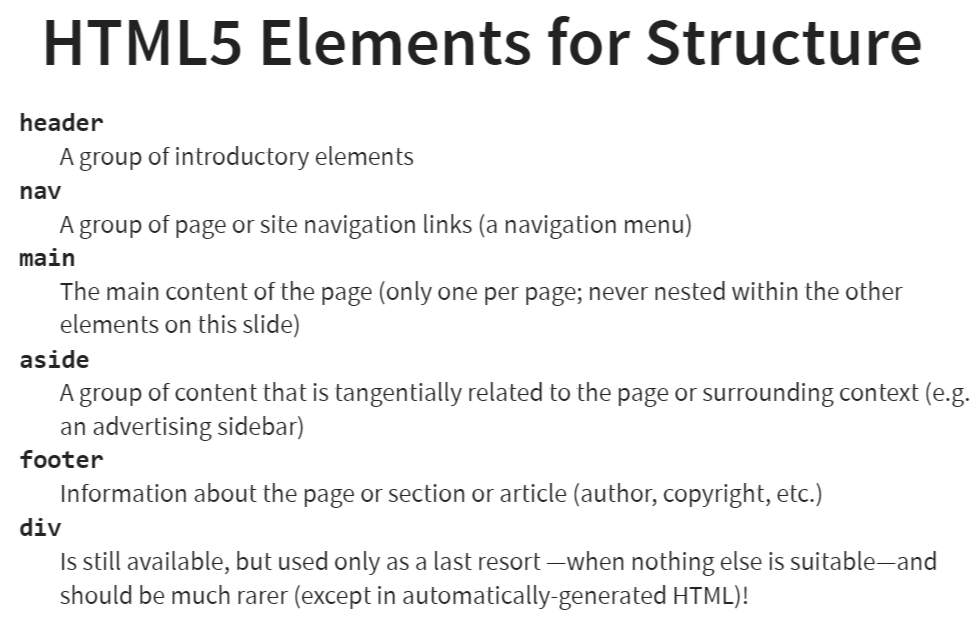 HTML5 Elements for Structure
header
A group of introductory elements
nav
A group of page or site navigation links (a navigation menu)
main
The main content of the page (only one per page; never nested within the other
elements on this slide)
aside
A group of content that is tangentially related to the page or surrounding context (e.g.
an advertising sidebar)
footer
Information about the page or section or article (author, copyright, etc.)
div
Is still available, but used only as a last resort —when nothing else is suitable—and
should be much rarer (except in automatically-generated HTML)!